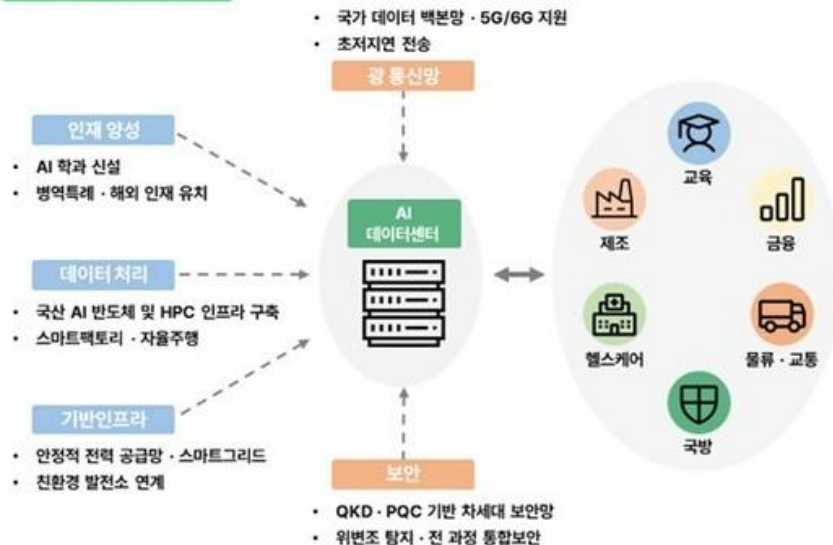 • 국가 데이터 백본망 · 5G/6G 지원
• 초저지연 전송
광 통신망
인재 양성
• AI 학과 신설
• 병역특례 · 해외 인재 유치
데이터 처리
• 국산 AI 반도체 및 HPC 인프라 구축
• 스마트팩토리 · 자율주행
기반인프라
• 안정적 전력 공급망 · 스마트그리드
• 친환경 발전소 연계
AI
데이터센터
보안
• QKD · PQC 기반 차세대 보안망
• 위변조 탐지 · 전 과정 통합보안
교육
제조
금융
헬스케어
물류 · 교통
국방